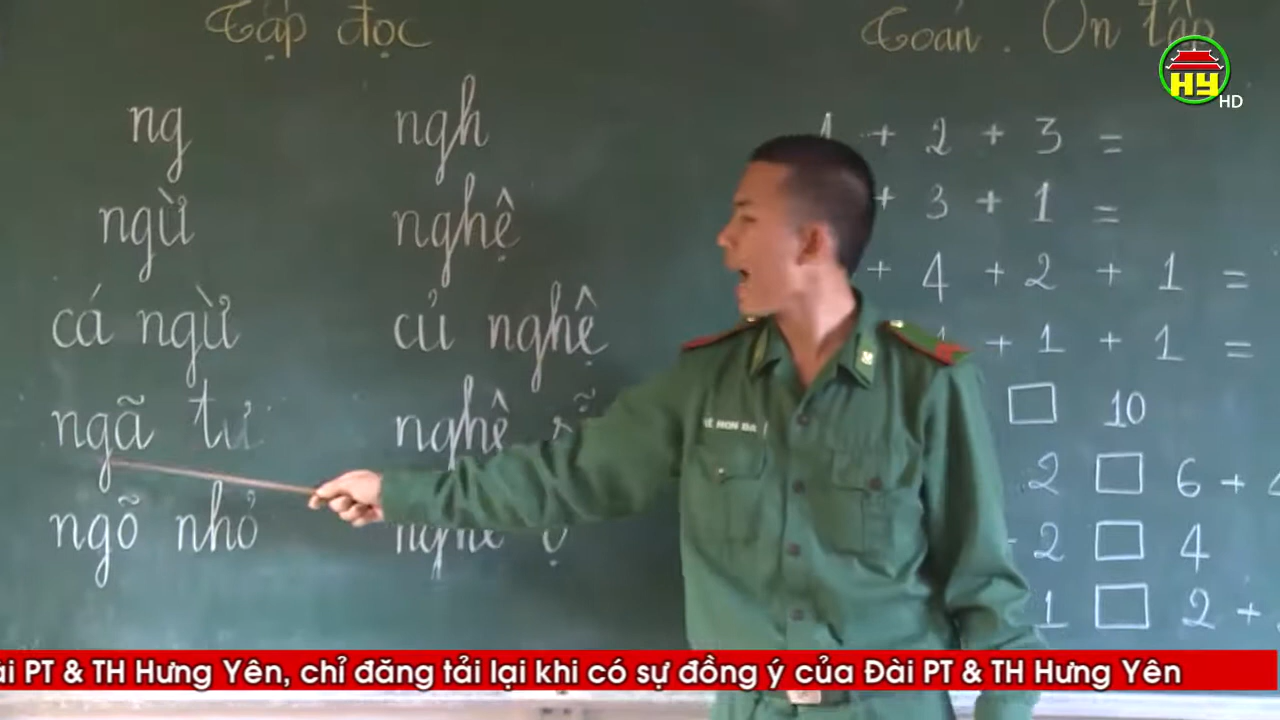 Tập đọc
ng ngh
ngừ nghệ
cá ngừ củ nghệ
ngã tư nghệ
ngõ nhỏ
Toán. Ôn tập
1 + 2 + 3 =
+ 3 + 1 =
+ 4 + 2 + 1 =
+ 1 + 1 =
□ 10
2 □ 6 +
2 □ 4
1 □ 2 +
HY
HD
PT & TH Hưng Yên, chỉ đăng tải lại khi có sự đồng ý của Đài PT & TH Hưng Yên